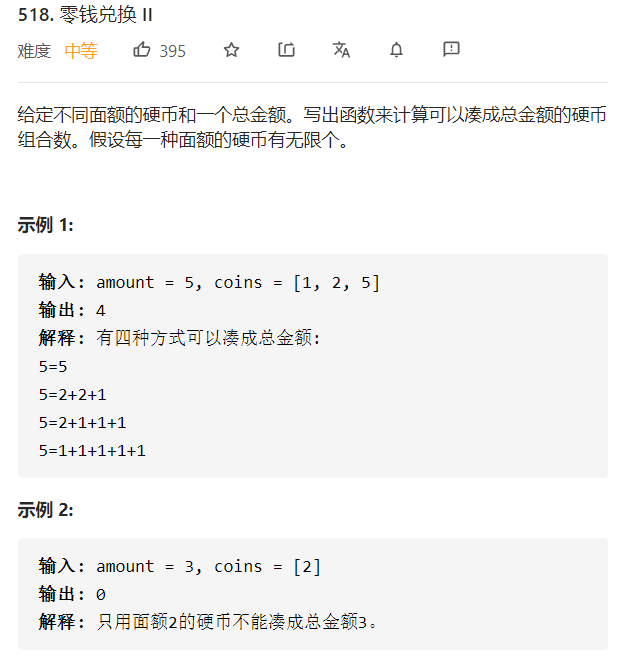 518. 零钱兑换 II
难度 中等 395
给定不同面额的硬币和一个总金额。写出函数来计算可以凑成总金额的硬币
组合数。假设每一种面额的硬币有无限个。
示例 1:
输入: amount = 5, coins = [1, 2, 5]
输出: 4
解释: 有四种方式可以凑成总金额:
5=5
5=2+2+1
5=2+1+1+1
5=1+1+1+1+1
示例 2:
输入: amount = 3, coins = [2]
输出: 0
解释: 只用面额2的硬币不能凑成总金额3。